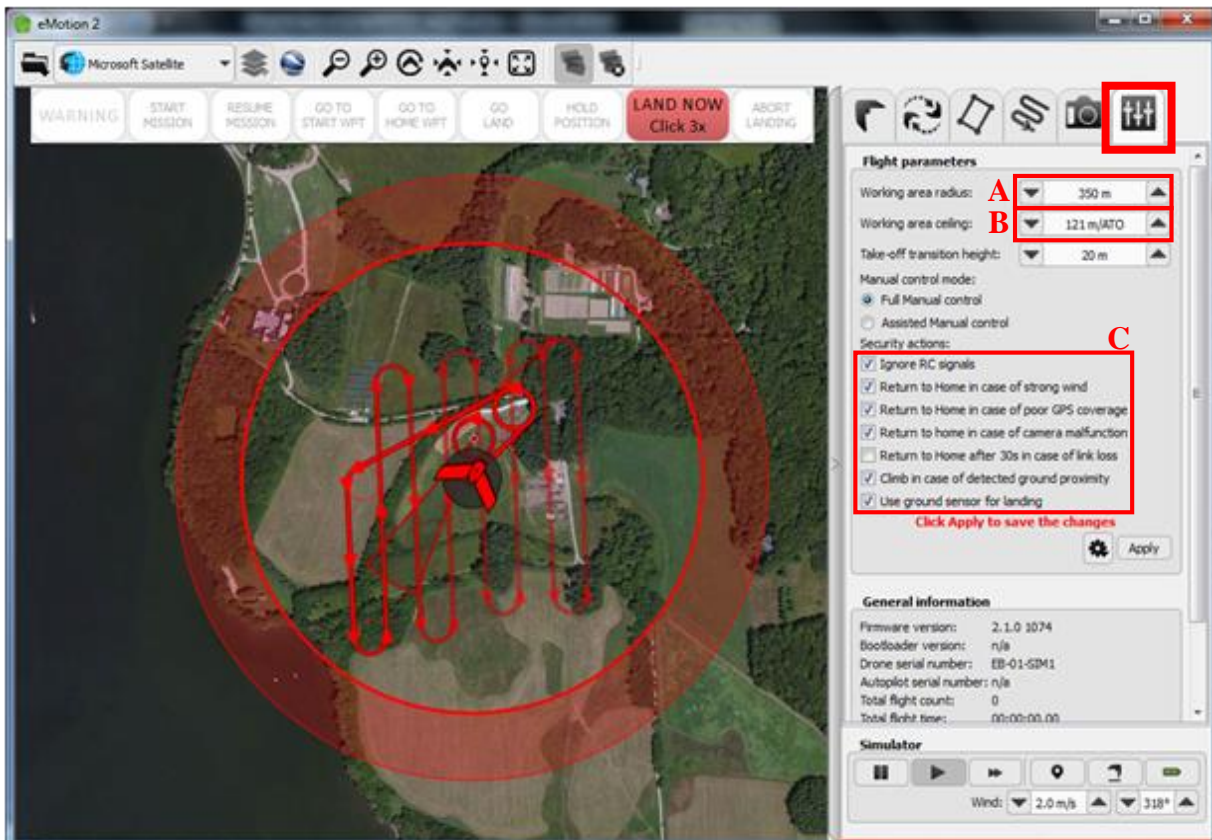 eMotion 2
Microsoft Satellite
WARNING
START MISSION
RESUME MISSION
GO TO START WPT
GO TO HOME WPT
GO LAND
HOLD POSITION
LAND NOW Click 3x
ABORT LANDING
Flight parameters
Working area radius: A 350 m
Working area ceiling: B 121 m/ATO
Take-off transition height: 20 m
Manual control mode:
Full Manual control
Assisted Manual control
Security actions: C
Ignore RC signals
Return to Home in case of strong wind
Return to Home in case of poor GPS coverage
Return to home in case of camera malfunction
Return to Home after 30s in case of link loss
Climb in case of detected ground proximity
Use ground sensor for landing
Click Apply to save the changes
Apply
General information
Firmware version: 2.1.0 1074
Bootloader version: n/a
Drone serial number: EB-01-SIM1
Autopilot serial number: n/a
Total flight count: 0
Total flight time: 00:00:00.00
Simulator
Wind: 2.0 m/s 318°